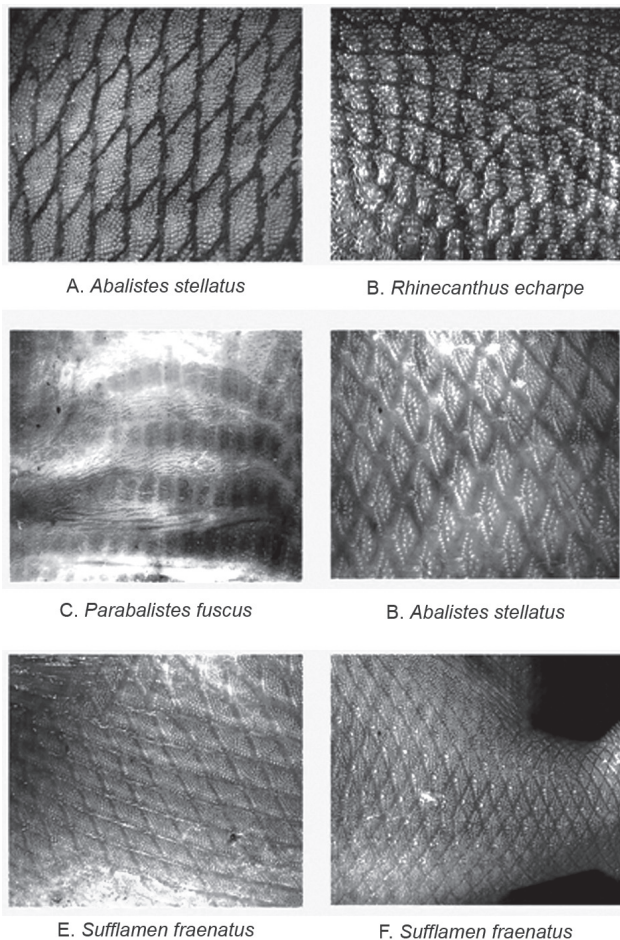 A. Abalistes stellatus
B. Rhinecanthus echarpe
C. Parabalistes fuscus
B. Abalistes stellatus
E. Sufflamen fraenatus
F. Sufflamen fraenatus